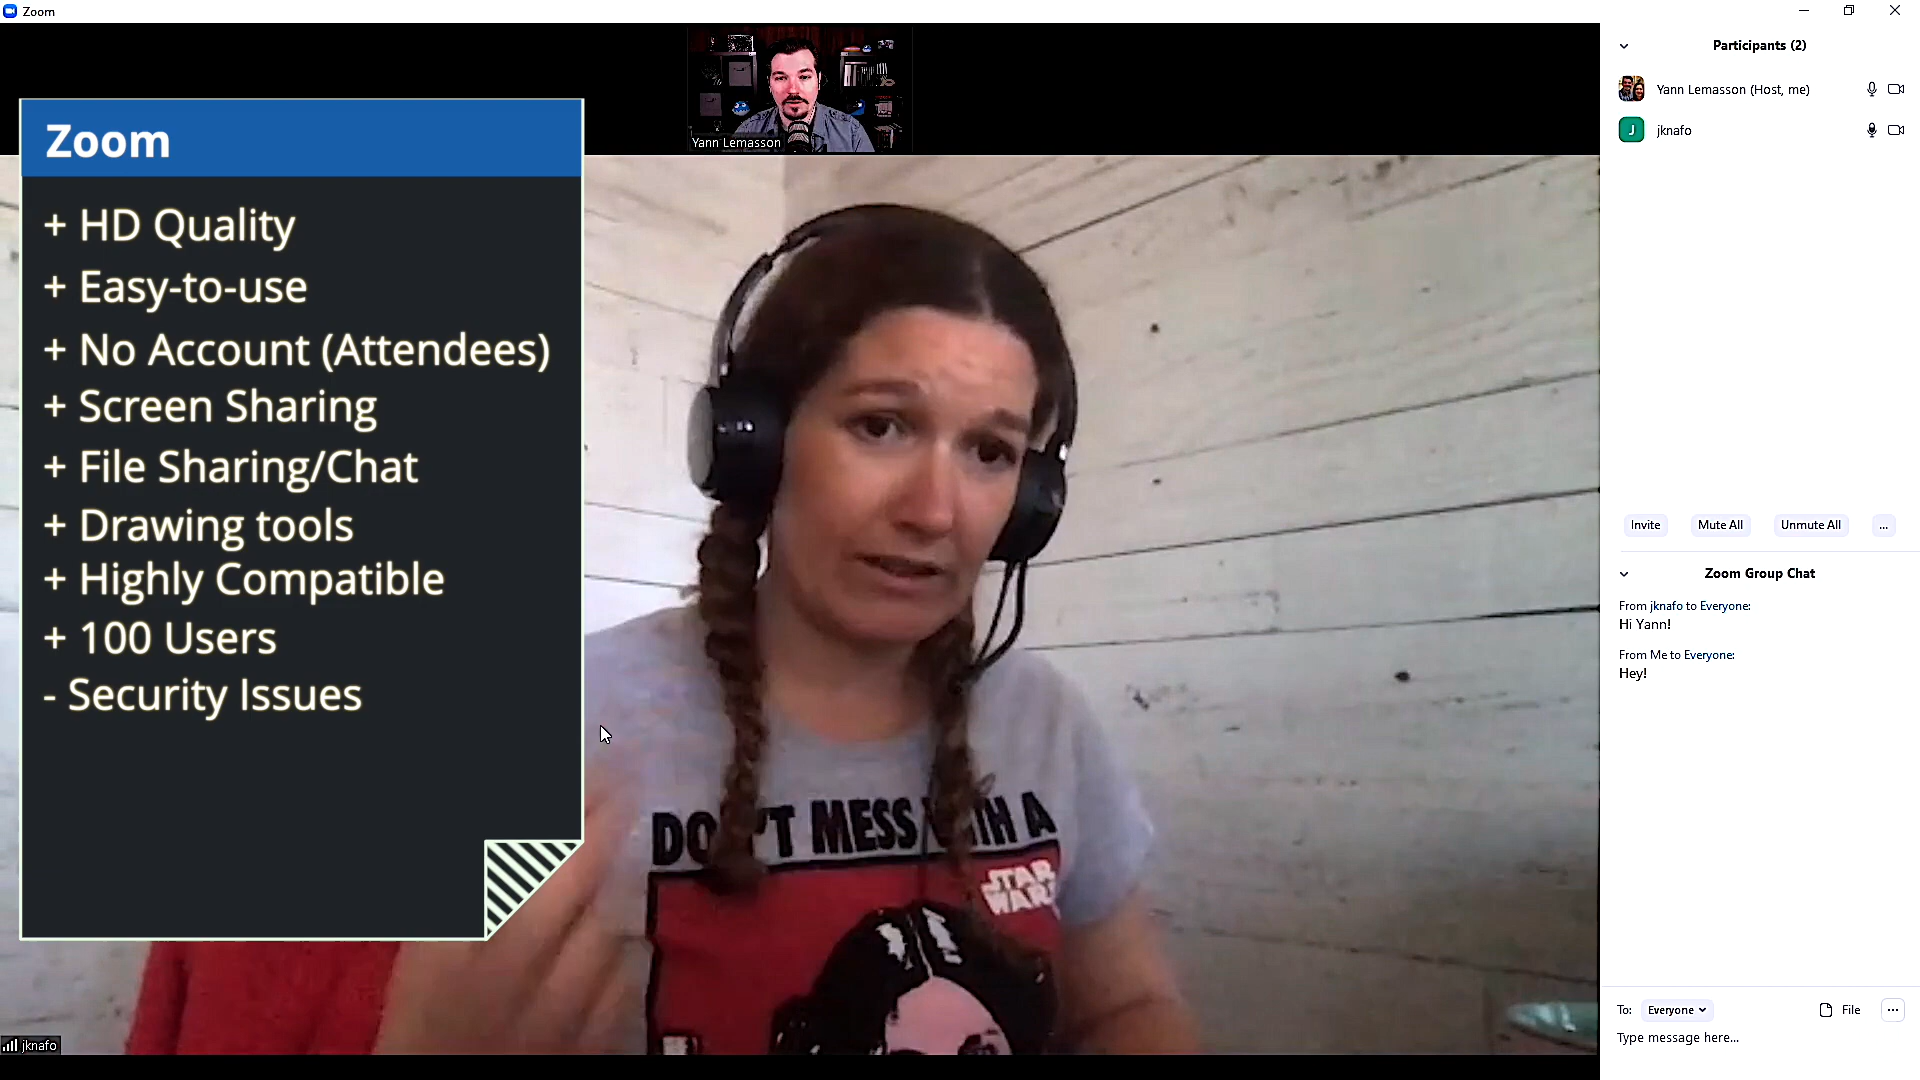 Zoom
Yann Lemasson
Zoom
+ HD Quality
+ Easy-to-use
+ No Account (Attendees)
+ Screen Sharing
+ File Sharing/Chat
+ Drawing tools
+ Highly Compatible
+ 100 Users
- Security Issues
DON'T MESS WITH A
STAR
WARS
jknafo
Participants (2)
Yann Lemasson (Host, me)
J
jknafo
Invite
Mute All
Unmute All
...
Zoom Group Chat
From jknafo to Everyone:
Hi Yann!
From Me to Everyone:
Hey!
To:
Everyone
File
...
Type message here...